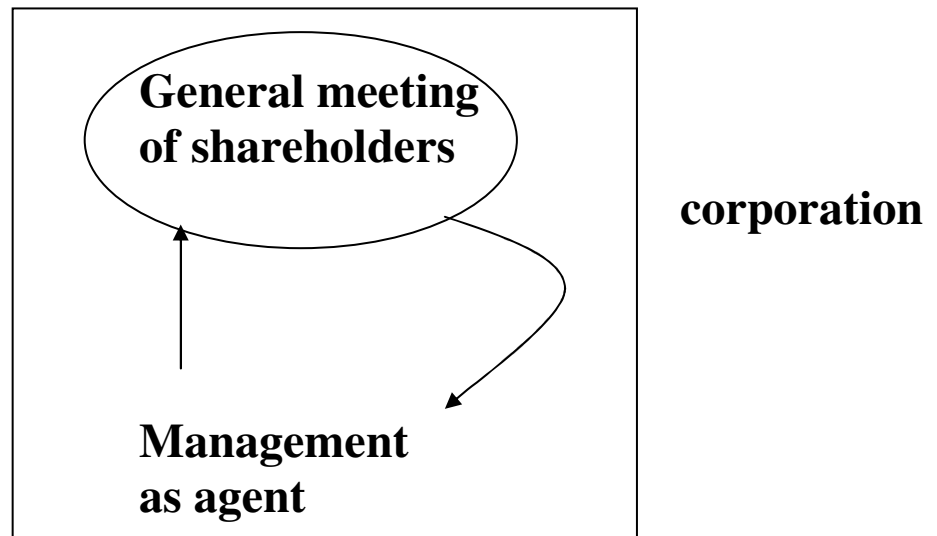 General meeting
of shareholders
corporation
Management
as agent